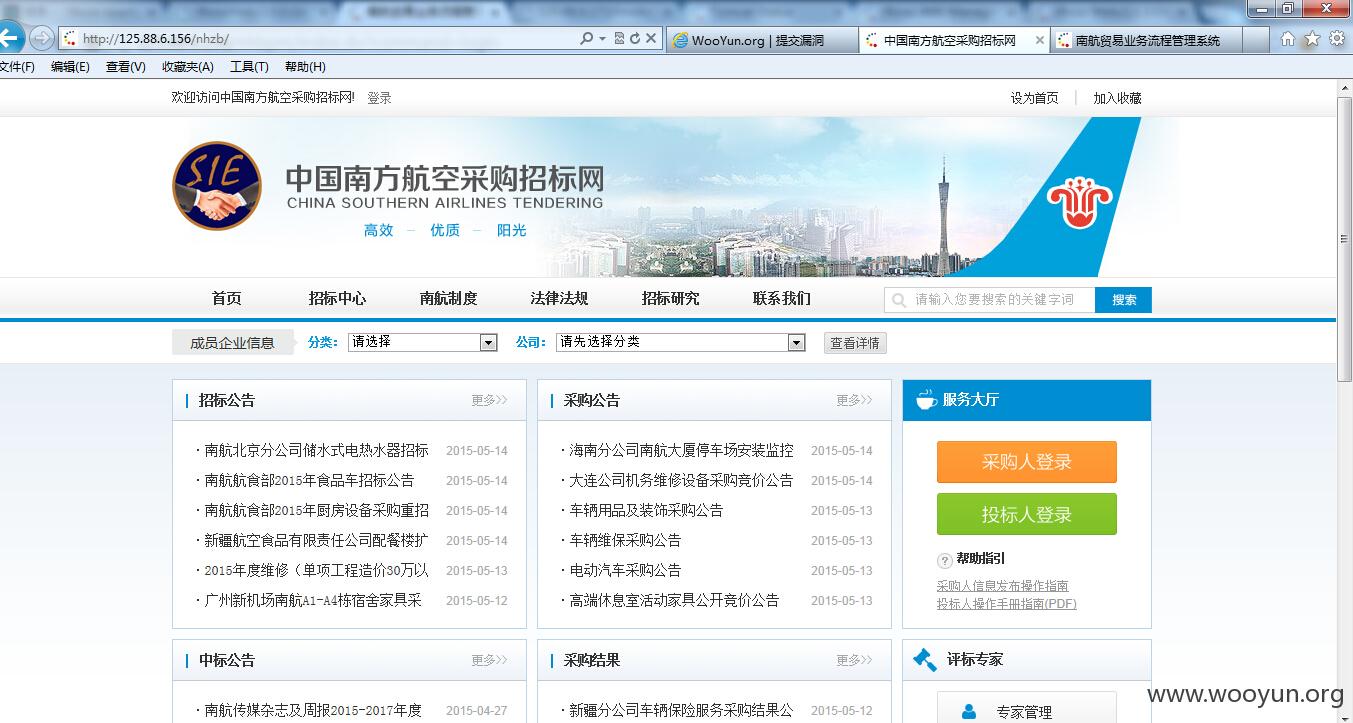 http://125.88.6.156/nhzb/
WooYun.org | 提交漏洞
中国南方航空采购招标网
南航贸易业务流程管理系统
文件(F) 编辑(E) 查看(V) 收藏夹(A) 工具(T) 帮助(H)
欢迎访问中国南方航空采购招标网! 登录
设为首页 | 加入收藏
SIE
中国南方航空采购招标网
CHINA SOUTHERN AIRLINES TENDERING
高效 － 优质 － 阳光
首页 招标中心 南航制度 法律法规 招标研究 联系我们
请输入您要搜索的关键字词 搜索
成员企业信息 分类： 请选择 公司： 请先选择分类 查看详情
招标公告 更多>>
·南航北京分公司储水式电热水器招标 2015-05-14
·南航航食部2015年食品车招标公告 2015-05-14
·南航航食部2015年厨房设备采购重招 2015-05-14
·新疆航空食品有限责任公司配餐楼扩 2015-05-14
·2015年度维修（单项工程造价30万以 2015-05-13
·广州新机场南航A1-A4栋宿舍家具采 2015-05-12
采购公告 更多>>
·海南分公司南航大厦停车场安装监控 2015-05-14
·大连公司机务维修设备采购竞价公告 2015-05-14
·车辆用品及装饰采购公告 2015-05-13
·车辆维保采购公告 2015-05-13
·电动汽车采购公告 2015-05-13
·高端休息室活动家具公开竞价公告 2015-05-13
服务大厅
采购人登录
投标人登录
? 帮助指引
采购人信息发布操作指南
投标人操作手册指南(PDF)
中标公告 更多>>
·南航传媒杂志及周报2015-2017年度 2015-04-27
采购结果 更多>>
·新疆分公司车辆保险服务采购结果公 2015-05-12
评标专家
专家管理
www.wooyun.org